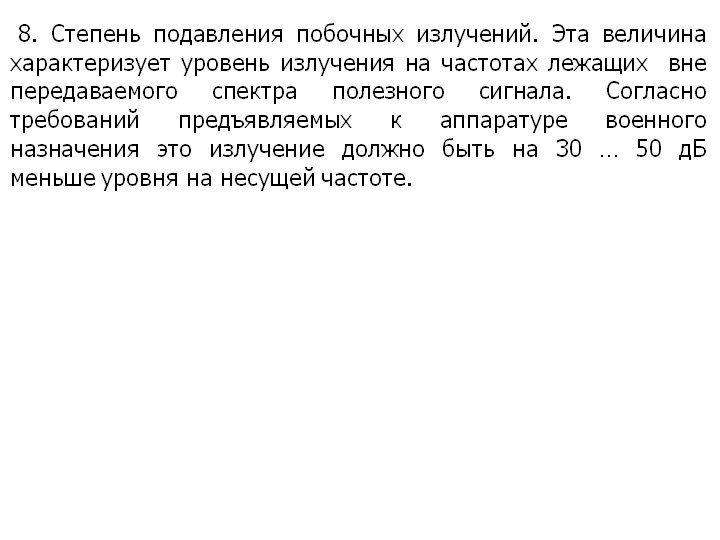 8. Степень подавления побочных излучений. Эта величина
характеризует уровень излучения на частотах лежащих вне
передаваемого спектра полезного сигнала. Согласно
требований предъявляемых к аппаратуре военного
назначения это излучение должно быть на 30 ... 50 дБ
меньше уровня на несущей частоте.